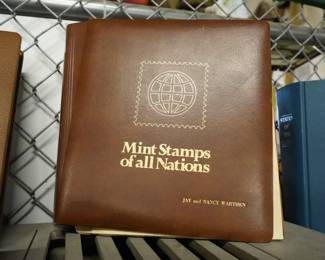 Mint Stamps
of all Nations
JAY and NANCY WARTHEN